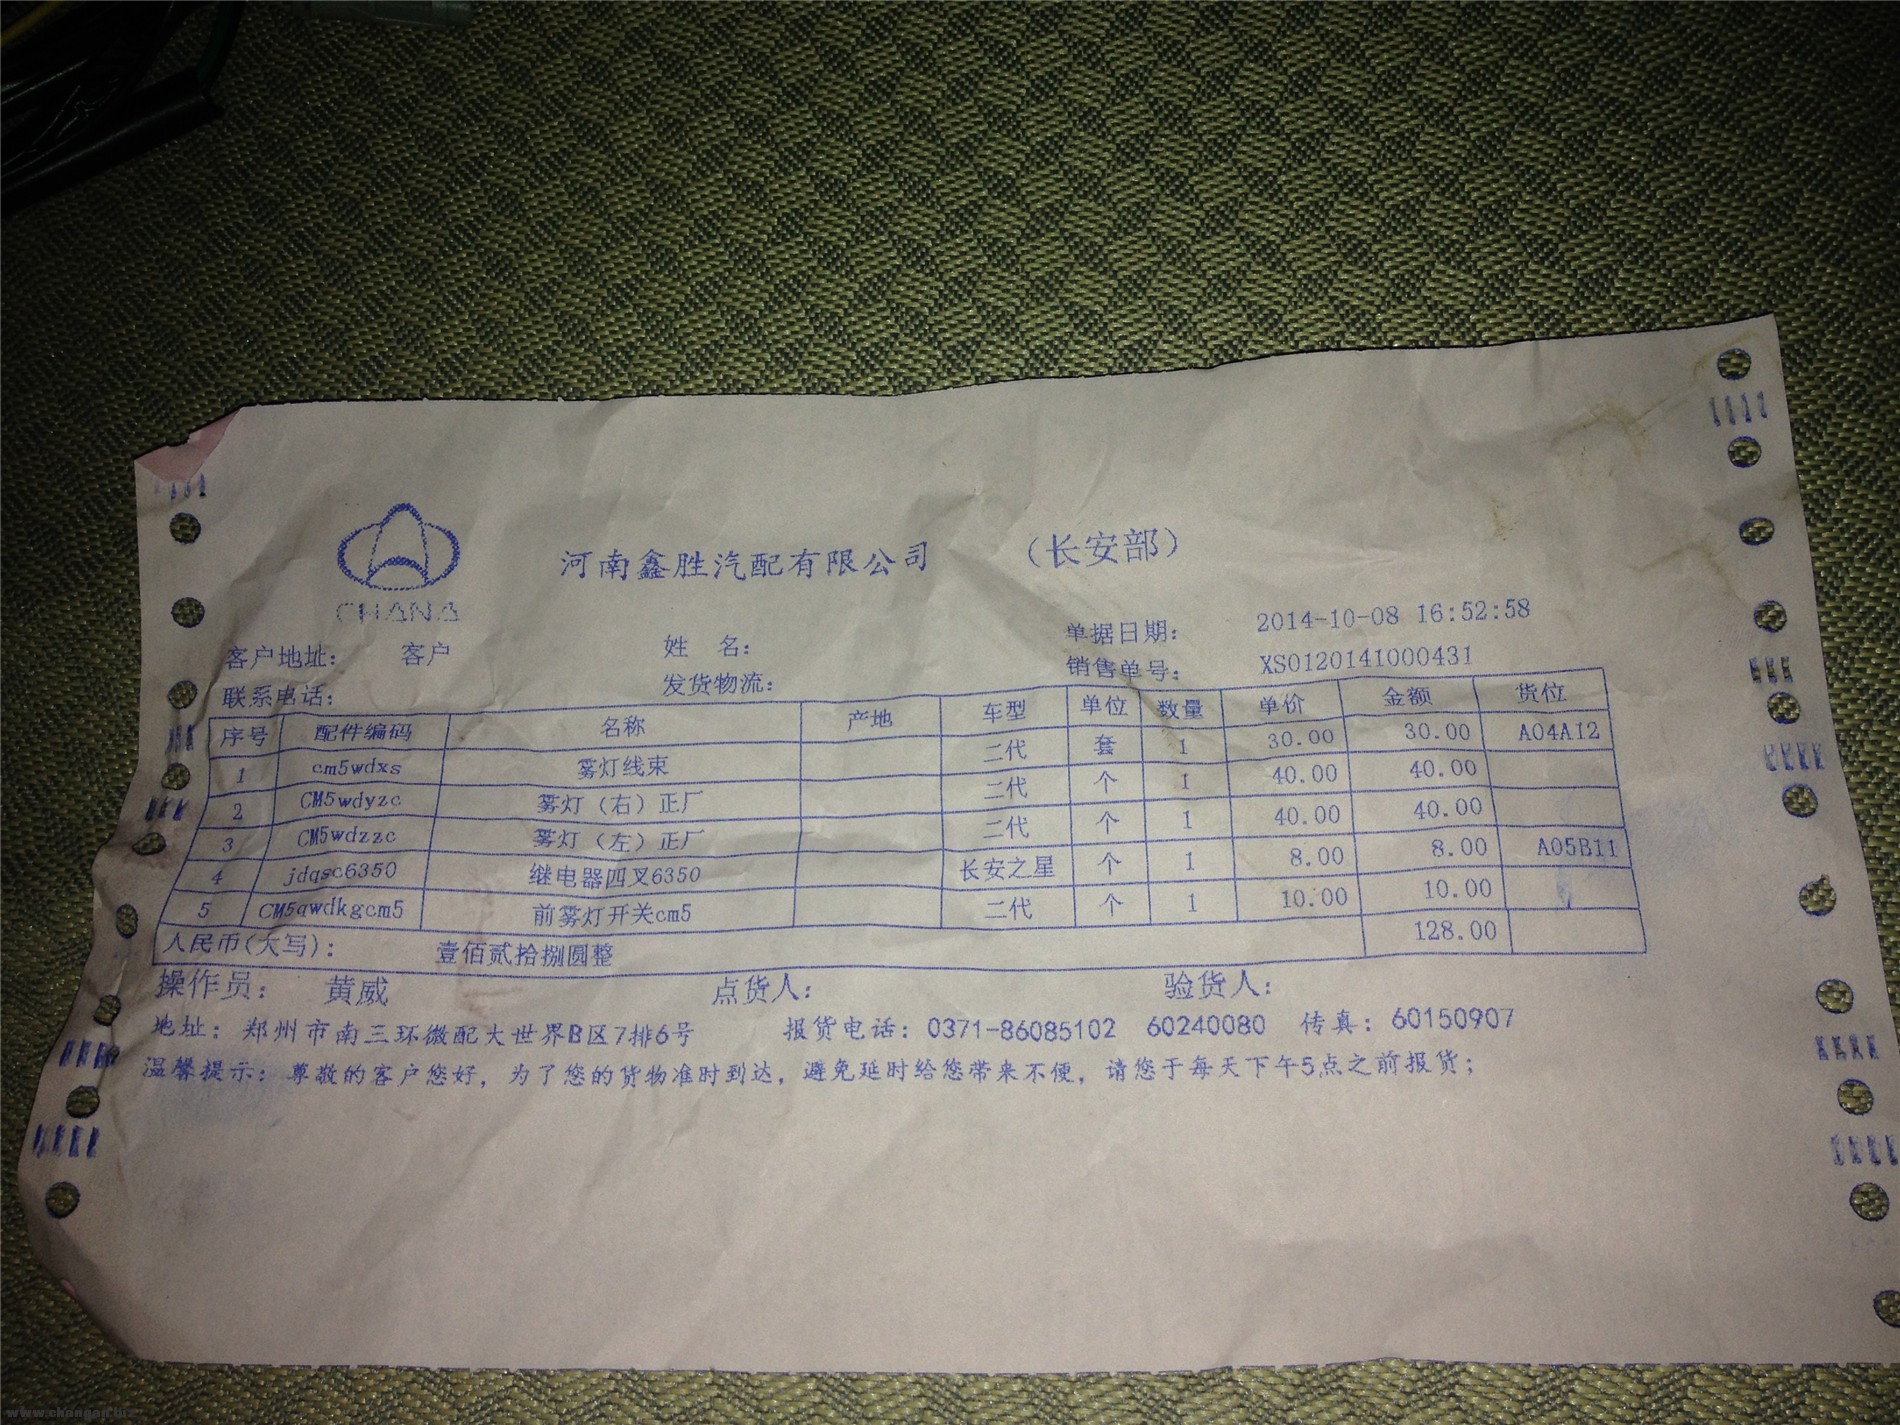 CHANA
河南鑫胜汽配有限公司 （长安部）
客户地址： 客户 姓 名： 单据日期： 2014-10-08 16:52:58
联系电话： 发货物流： 销售单号： XS0120141000431
序号 配件编码 名称 产地 车型 单位 数量 单价 金额 货位
1 cm5wdxs 雾灯线束 二代 套 1 30.00 30.00 A04A12
2 CM5wdyzc 雾灯（右）正厂 二代 个 1 40.00 40.00
3 CM5wdzzc 雾灯（左）正厂 二代 个 1 40.00 40.00
4 jdqsc6350 继电器四叉6350 长安之星 个 1 8.00 8.00 A05B11
5 CM5qwdkgcm5 前雾灯开关cm5 二代 个 1 10.00 10.00
人民币(大写)： 壹佰贰拾捌圆整 128.00
操作员： 黄威 点货人： 验货人：
地址： 郑州市南三环微配大世界B区7排6号 报货电话：0371-86085102 60240080 传真：60150907
温馨提示：尊敬的客户您好，为了您的货物准时到达，避免延时给您带来不便，请您于每天下午5点之前报货；
www.changan.biz